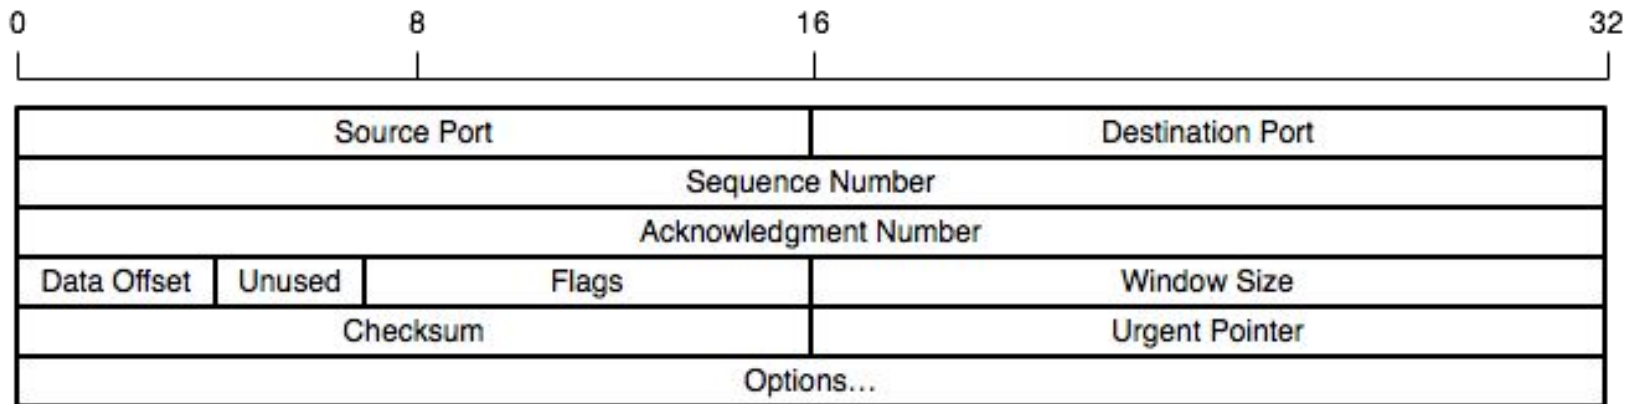 0 8 16 32
Source Port Destination Port
Sequence Number
Acknowledgment Number
Data Offset Unused Flags Window Size
Checksum Urgent Pointer
Options...